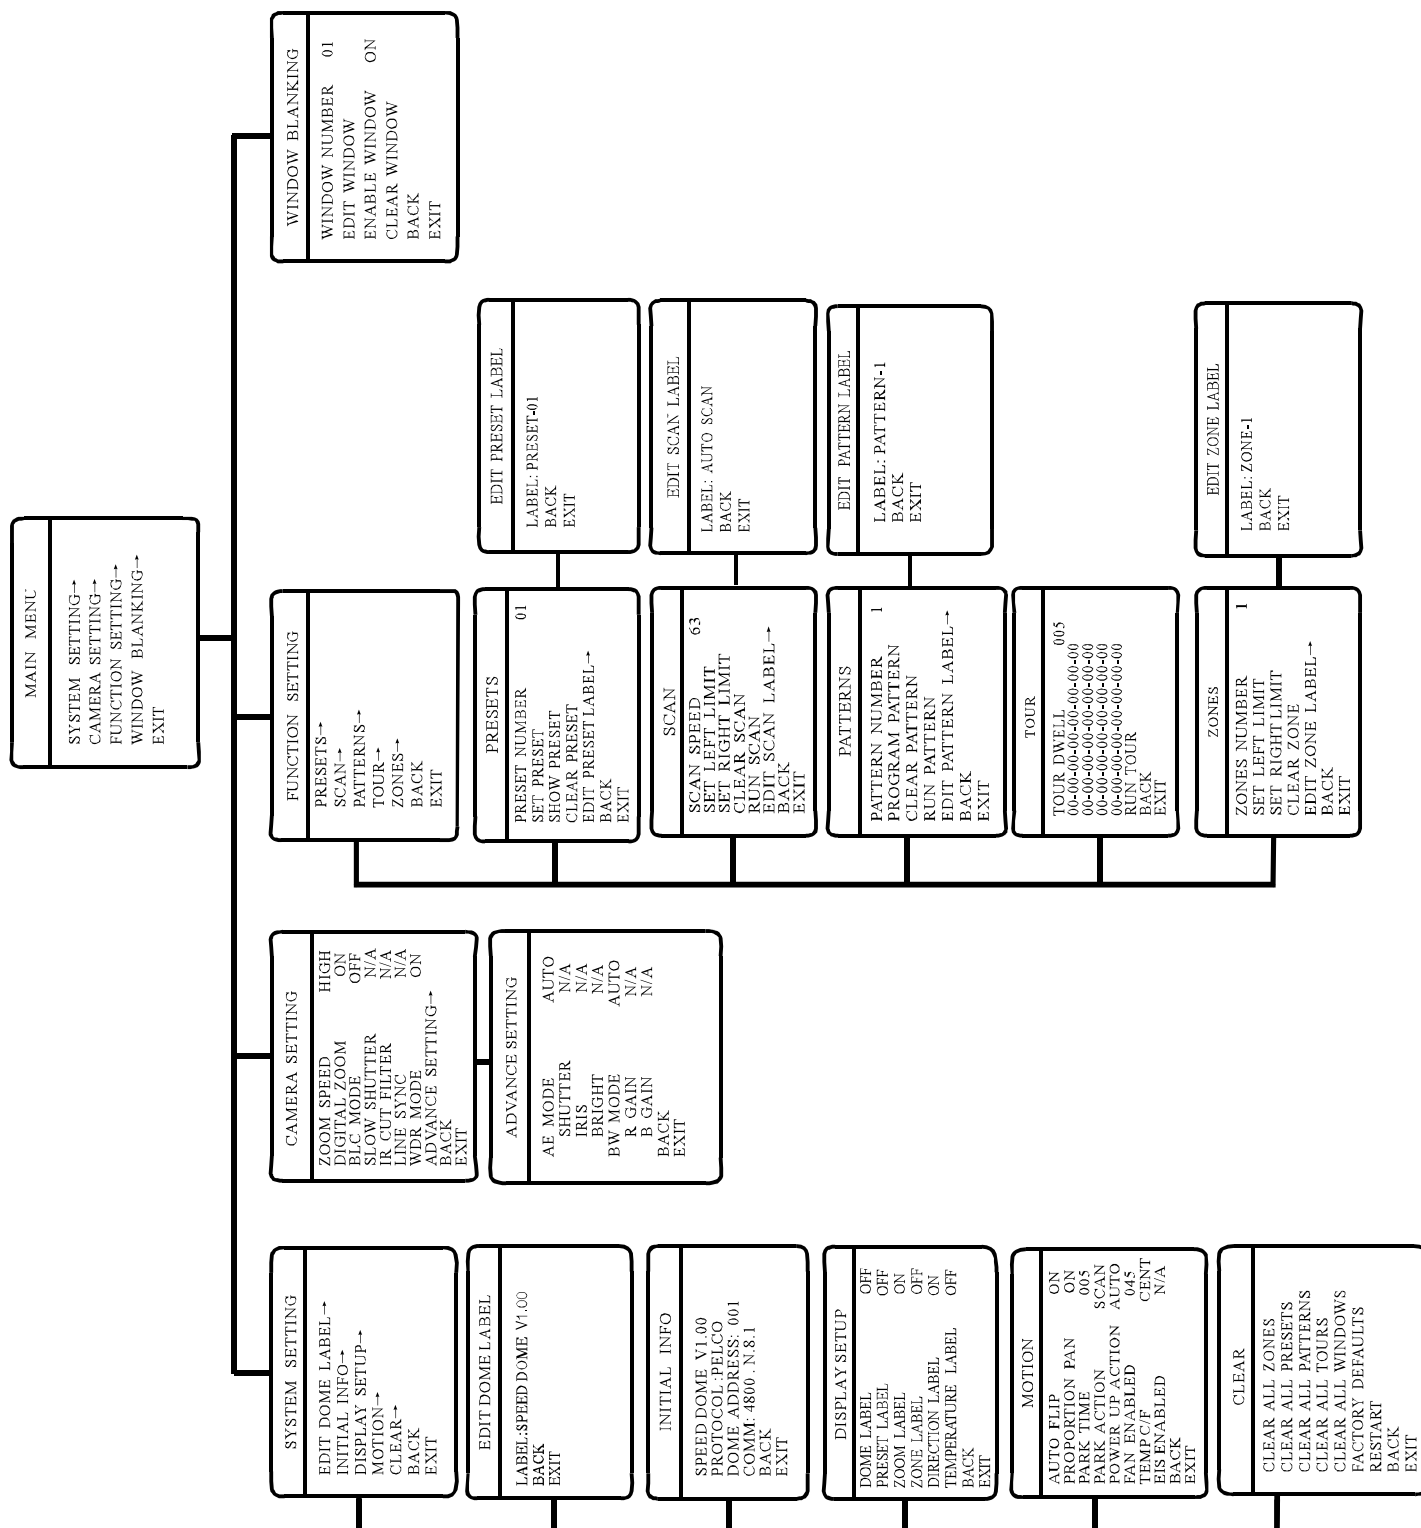 MAIN MENU
SYSTEM SETTING→
CAMERA SETTING→
FUNCTION SETTING→
WINDOW BLANKING→
EXIT
SYSTEM SETTING
EDIT DOME LABEL→
INITIAL INFO→
DISPLAY SETUP→
MOTION→
CLEAR→
BACK
EXIT
EDIT DOME LABEL
LABEL:SPEED DOME V1.00
BACK
EXIT
INITIAL INFO
SPEED DOME V1.00
PROTOCOL:PELCO
DOME ADDRESS: 001
COMM: 4800 . N.8.1
BACK
EXIT
DISPLAY SETUP
DOME LABEL OFF
PRESET LABEL OFF
ZOOM LABEL ON
ZONE LABEL OFF
DIRECTION LABEL ON
TEMPERATURE LABEL OFF
BACK
EXIT
MOTION
AUTO FLIP ON
PROPORTION PAN ON
PARK TIME 005
PARK ACTION SCAN
POWER UP ACTION AUTO
FAN ENABLED 045
TEMP C/F CENT
EIS ENABLED N/A
BACK
EXIT
CLEAR
CLEAR ALL ZONES
CLEAR ALL PRESETS
CLEAR ALL PATTERNS
CLEAR ALL TOURS
CLEAR ALL WINDOWS
FACTORY DEFAULTS
RESTART
BACK
EXIT
CAMERA SETTING
ZOOM SPEED HIGH
DIGITAL ZOOM ON
BLC MODE OFF
SLOW SHUTTER N/A
IR CUT FILTER N/A
LINE SYNC N/A
WDR MODE ON
ADVANCE SETTING→
BACK
EXIT
ADVANCE SETTING
AE MODE AUTO
SHUTTER N/A
IRIS N/A
BRIGHT N/A
BW MODE AUTO
R GAIN N/A
B GAIN N/A
BACK
EXIT
FUNCTION SETTING
PRESETS→
SCAN→
PATTERNS→
TOUR→
ZONES→
BACK
EXIT
PRESETS
PRESET NUMBER 01
SET PRESET
SHOW PRESET
CLEAR PRESET
EDIT PRESET LABEL→
BACK
EXIT
EDIT PRESET LABEL
LABEL: PRESET-01
BACK
EXIT
SCAN
SCAN SPEED 63
SET LEFT LIMIT
SET RIGHT LIMIT
CLEAR SCAN
RUN SCAN
EDIT SCAN LABEL→
BACK
EXIT
EDIT SCAN LABEL
LABEL: AUTO SCAN
BACK
EXIT
PATTERNS
PATTERN NUMBER 1
PROGRAM PATTERN
CLEAR PATTERN
RUN PATTERN
EDIT PATTERN LABEL→
BACK
EXIT
EDIT PATTERN LABEL
LABEL: PATTERN-1
BACK
EXIT
TOUR
TOUR DWELL 005
00-00-00-00-00-00-00-00
00-00-00-00-00-00-00-00
00-00-00-00-00-00-00-00
00-00-00-00-00-00-00-00
RUN TOUR
BACK
EXIT
ZONES
ZONES NUMBER 1
SET LEFT LIMIT
SET RIGHT LIMIT
CLEAR ZONE
EDIT ZONE LABEL→
BACK
EXIT
EDIT ZONE LABEL
LABEL: ZONE-1
BACK
EXIT
WINDOW BLANKING
WINDOW NUMBER 01
EDIT WINDOW
ENABLE WINDOW ON
CLEAR WINDOW
BACK
EXIT